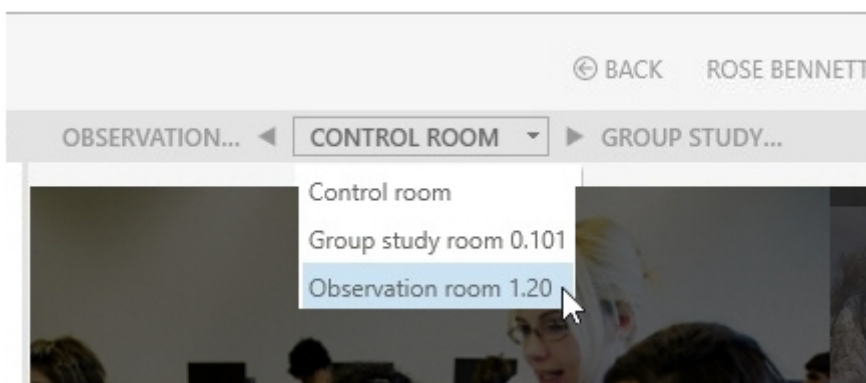 BACK ROSE BENNETT
OBSERVATION... CONTROL ROOM GROUP STUDY...
Control room
Group study room 0.101
Observation room 1.20